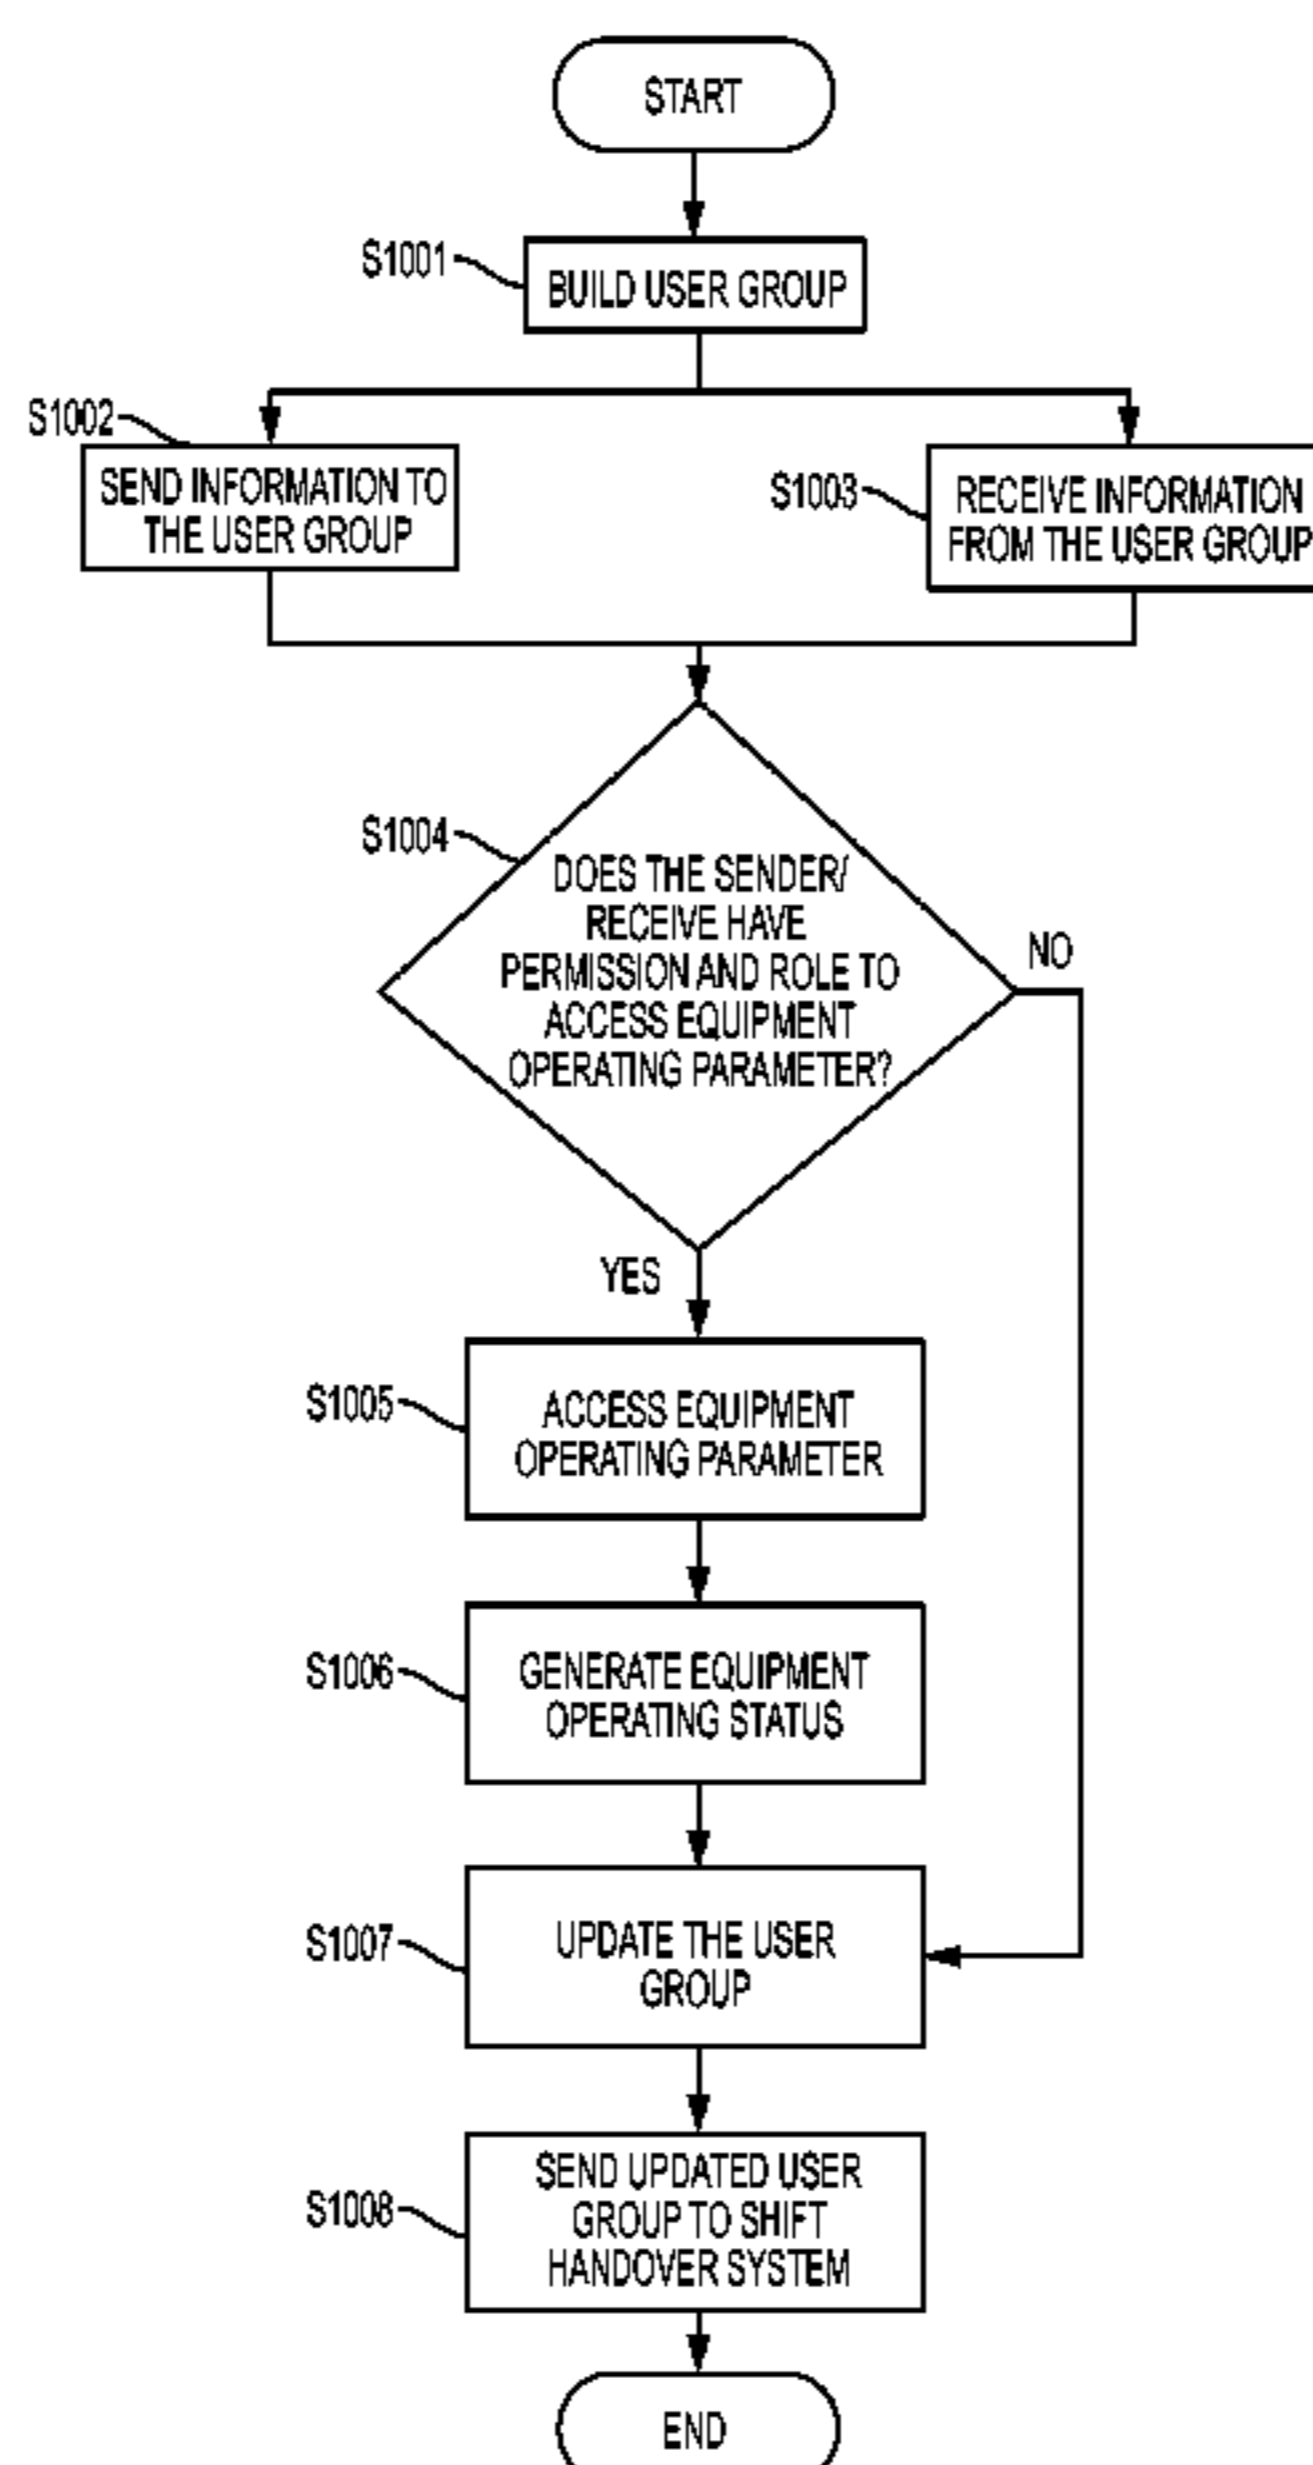 START
S1001
BUILD USER GROUP
S1002
SEND INFORMATION TO
THE USER GROUP
S1003
RECEIVE INFORMATION
FROM THE USER GROUP
S1004
DOES THE SENDER/
RECEIVE HAVE
PERMISSION AND ROLE TO
ACCESS EQUIPMENT
OPERATING PARAMETER?
NO
YES
S1005
ACCESS EQUIPMENT
OPERATING PARAMETER
S1006
GENERATE EQUIPMENT
OPERATING STATUS
S1007
UPDATE THE USER
GROUP
S1008
SEND UPDATED USER
GROUP TO SHIFT
HANDOVER SYSTEM
END